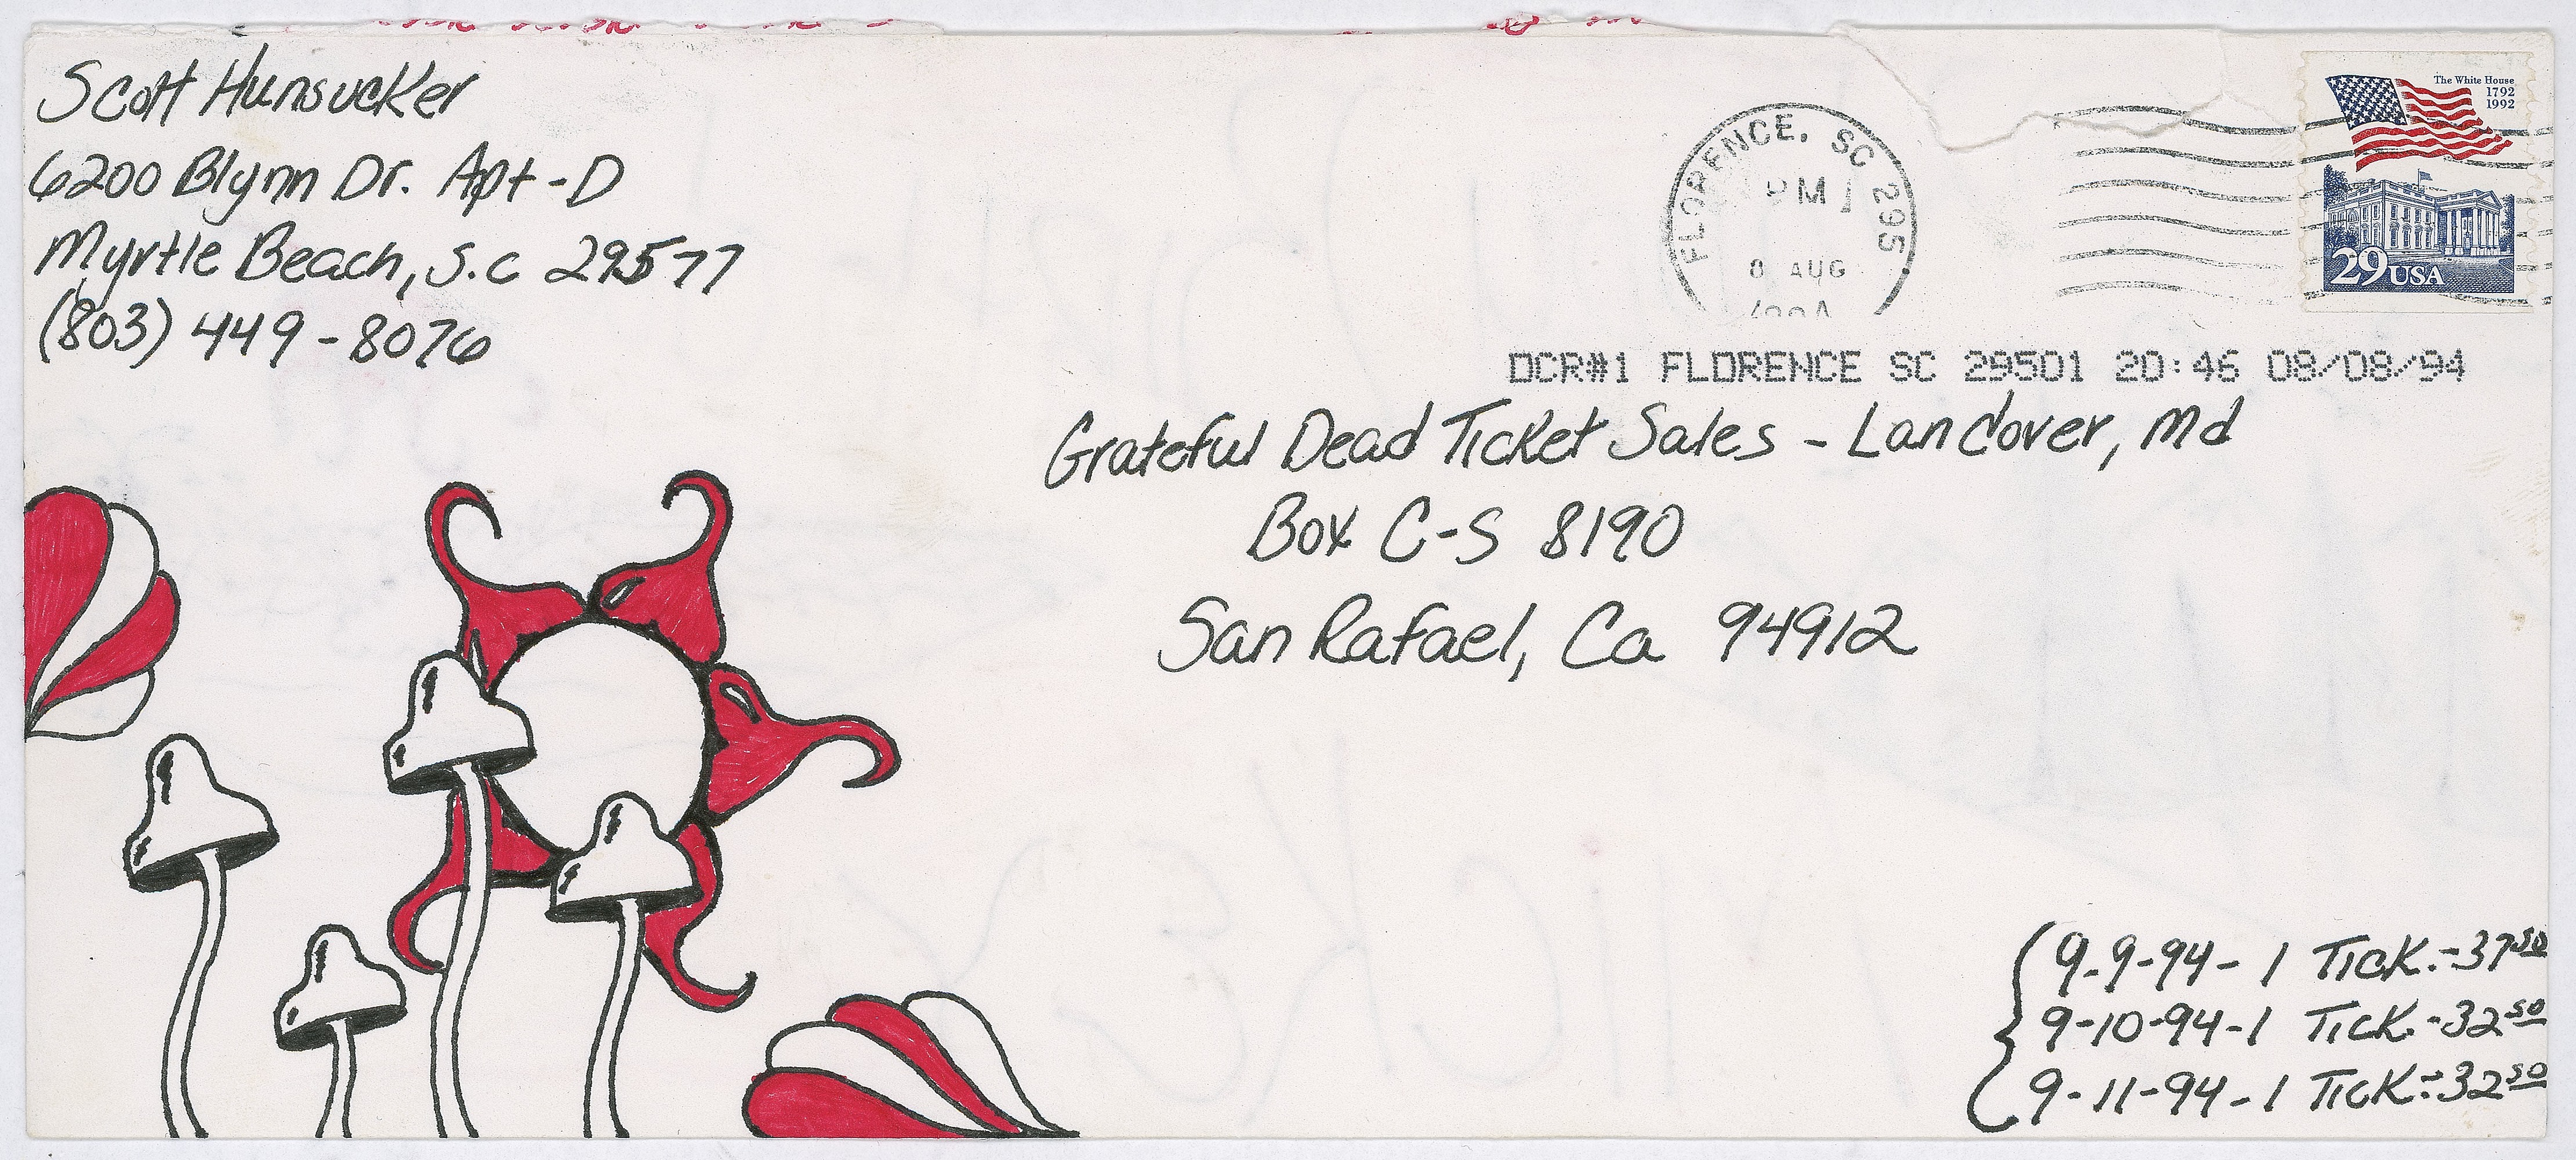 Scott Hunsucker
6200 Blynn Dr. Apt-D
Myrtle Beach, S.C 29577
(803) 449-8076
The White House
1792
1992
29 USA
FLORENCE, SC 295
PM
8 AUG
1994
DCR#1 FLORENCE SC 29501 20:46 08/08/94
Grateful Dead Ticket Sales - Landover, Md
Box C-S 8190
San Rafael, Ca 94912
9-9-94-1 Tick.-37 50
9-10-94-1 Tick.-32 50
9-11-94-1 Tick.-32 50